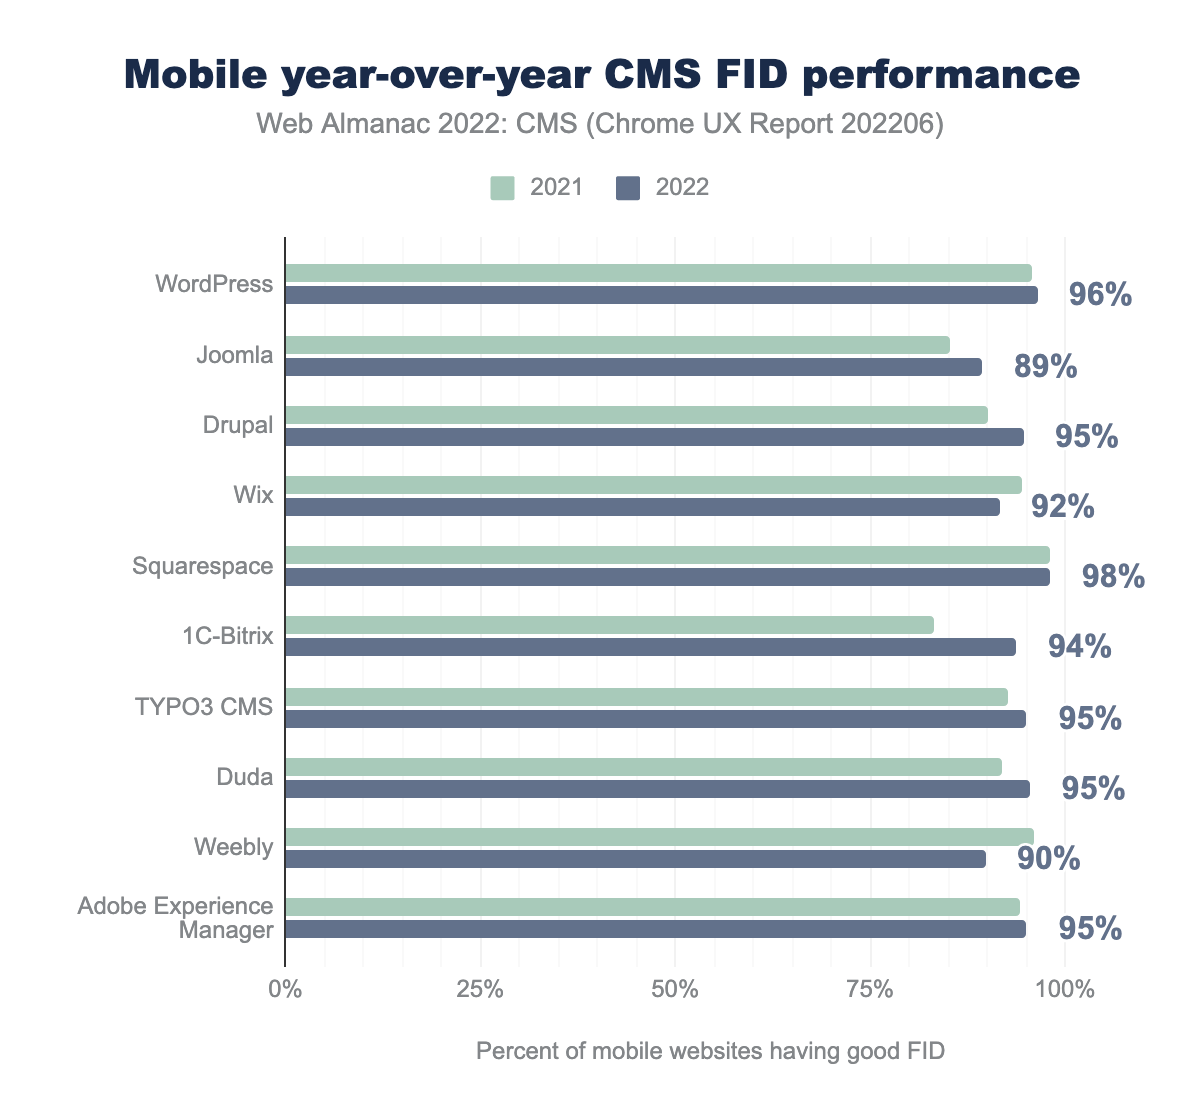 Mobile year-over-year CMS FID performance
Web Almanac 2022: CMS (Chrome UX Report 202206)
2021 2022
WordPress 96%
Joomla 89%
Drupal 95%
Wix 92%
Squarespace 98%
1C-Bitrix 94%
TYPO3 CMS 95%
Duda 95%
Weebly 90%
Adobe Experience
Manager 95%
0% 25% 50% 75% 100%
Percent of mobile websites having good FID